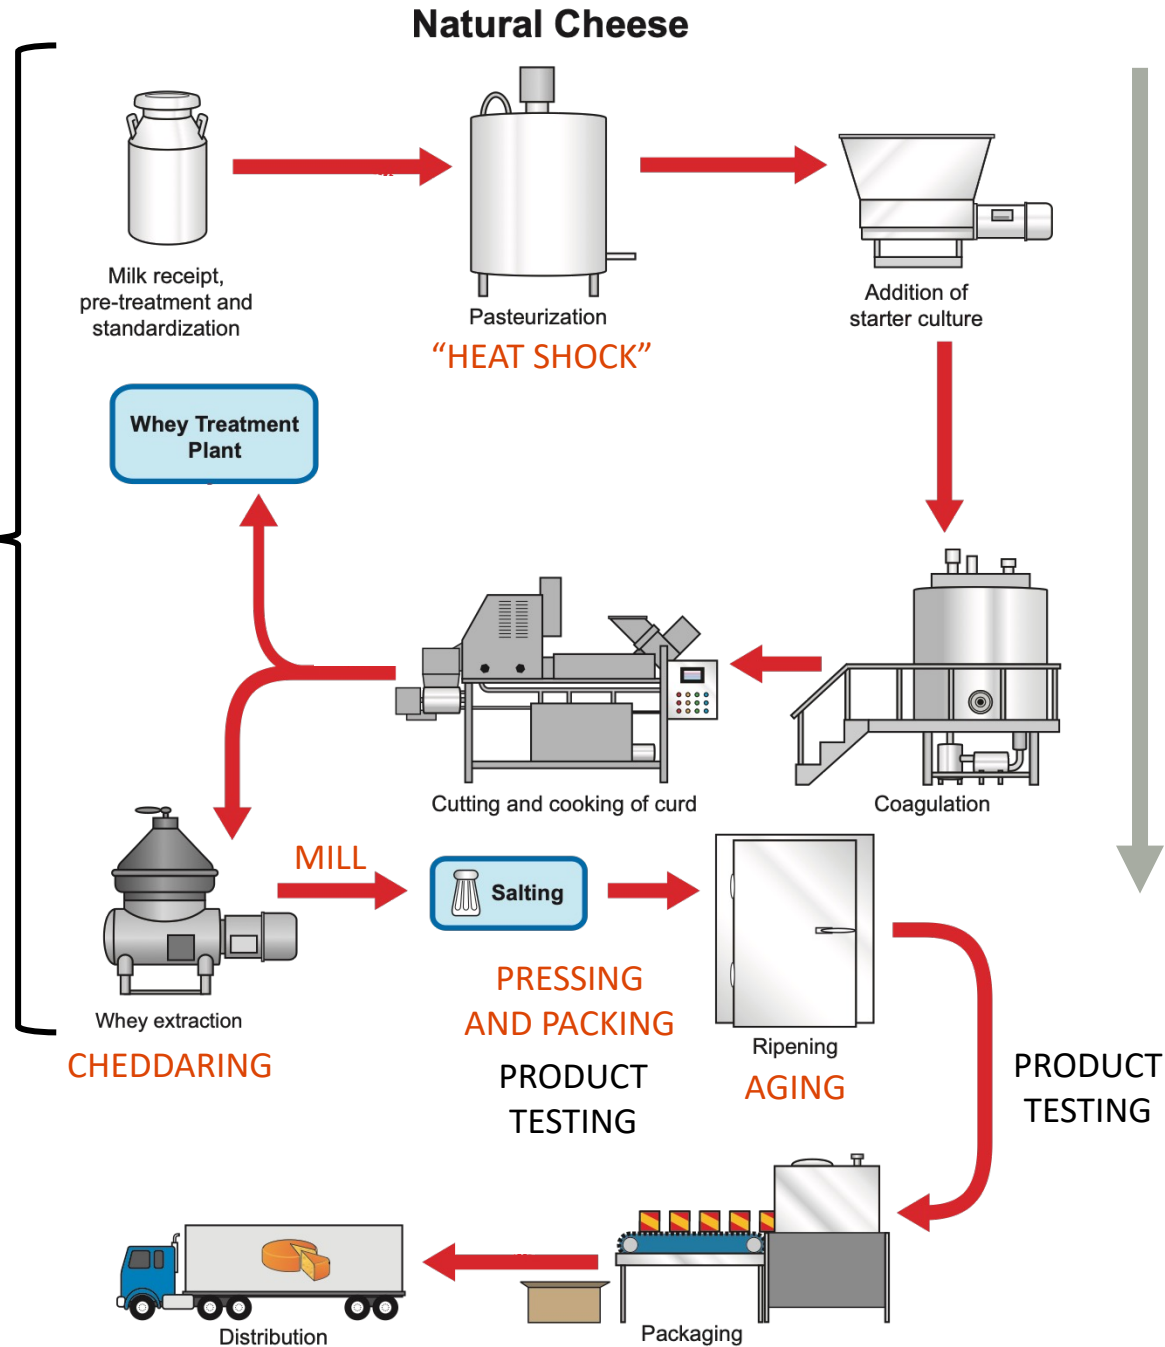 Natural Cheese
Milk receipt,
pre-treatment and
standardization
Pasteurization
“HEAT SHOCK”
Addition of
starter culture
Whey Treatment
Plant
Cutting and cooking of curd
Coagulation
MILL
Salting
Whey extraction
CHEDDARING
PRESSING
AND PACKING
PRODUCT
TESTING
Ripening
AGING
PRODUCT
TESTING
Distribution
Packaging